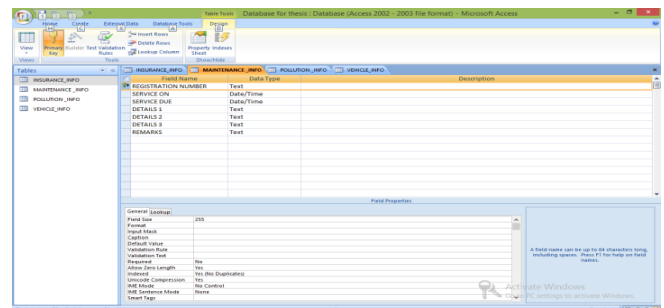 Table Tools Database for thesis : Database (Access 2002 - 2003 file format) - Microsoft Access
Home Create External Data Database Tools Design
View Primary Key Builder Test Validation Rules Insert Rows Delete Rows Lookup Column Property Sheet Indexes
Views Tools Show/Hide
Tables INSURANCE_INFO MAINTENANCE_INFO POLLUTION_INFO VEHICLE_INFO
INSURANCE_INFO
MAINTENANCE_INFO
POLLUTION_INFO
VEHICLE_INFO
Field Name Data Type Description
REGISTRATION NUMBER Text
SERVICE ON Date/Time
SERVICE DUE Date/Time
DETAILS 1 Text
DETAILS 2 Text
DETAILS 3 Text
REMARKS Text
Field Properties
General Lookup
Field Size 255
Format
Input Mask
Caption
Default Value
Validation Rule
Validation Text
Required No
Allow Zero Length Yes
Indexed Yes (No Duplicates)
Unicode Compression Yes
IME Mode No Control
IME Sentence Mode None
Smart Tags
A field name can be up to 64 characters long,
including spaces. Press F1 for help on field
names.
Activate Windows
PC settings to activate Windows.